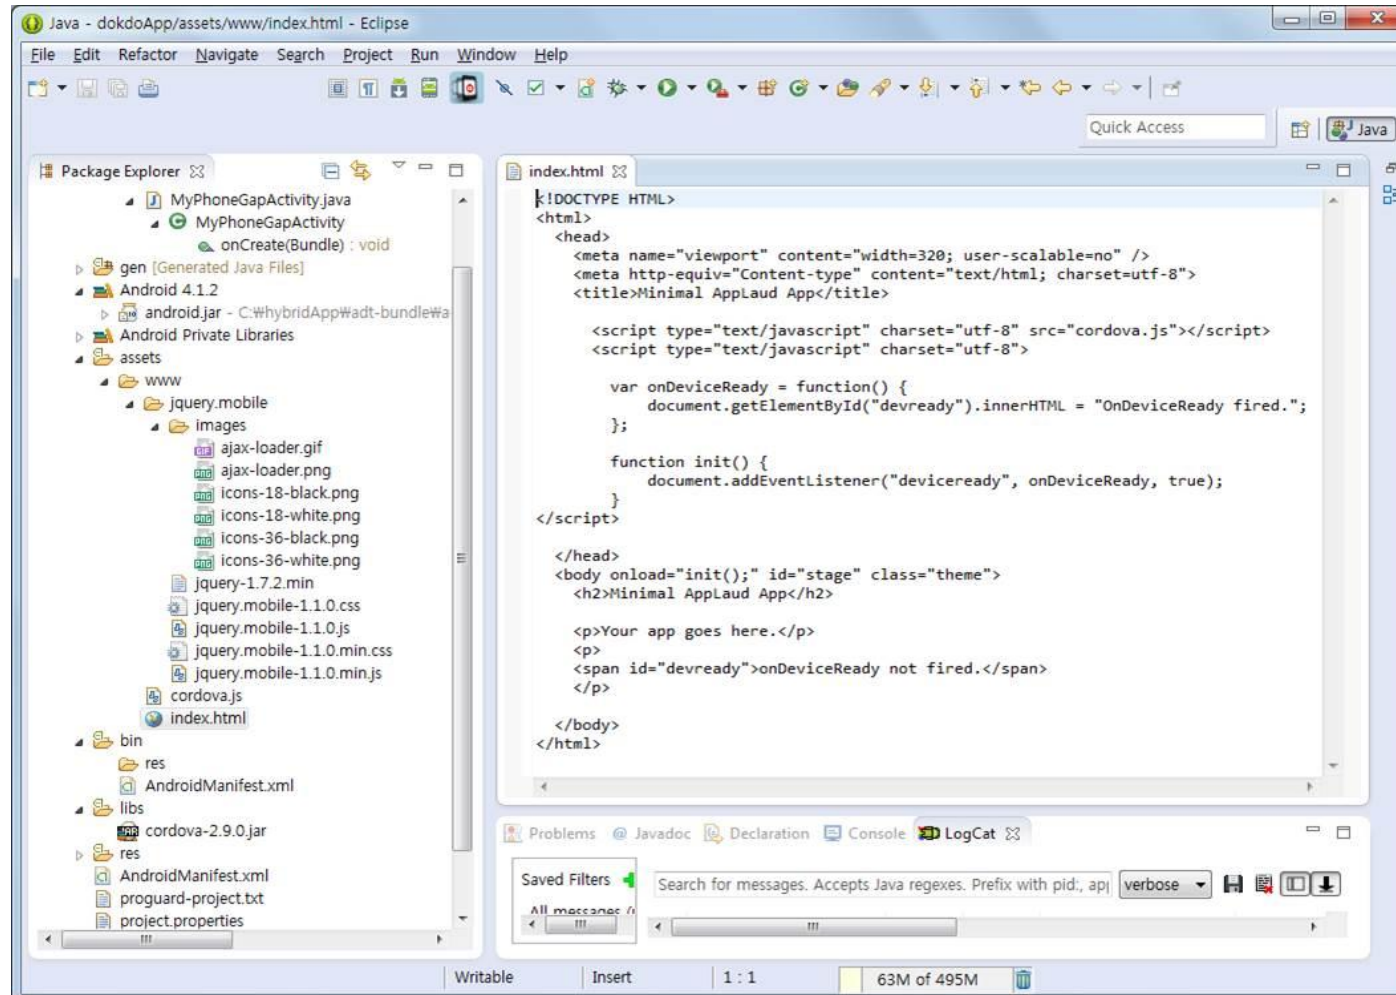 Java - dokdoApp/assets/www/index.html - Eclipse
File Edit Refactor Navigate Search Project Run Window Help
Quick Access
Java
Package Explorer
MyPhoneGapActivity.java
MyPhoneGapActivity
onCreate(Bundle) : void
gen [Generated Java Files]
Android 4.1.2
android.jar - C:₩hybridApp₩adt-bundle₩a
Android Private Libraries
assets
www
jquery.mobile
images
ajax-loader.gif
ajax-loader.png
icons-18-black.png
icons-18-white.png
icons-36-black.png
icons-36-white.png
jquery-1.7.2.min
jquery.mobile-1.1.0.css
jquery.mobile-1.1.0.js
jquery.mobile-1.1.0.min.css
jquery.mobile-1.1.0.min.js
cordova.js
index.html
bin
res
AndroidManifest.xml
libs
cordova-2.9.0.jar
res
AndroidManifest.xml
proguard-project.txt
project.properties
index.html
<!DOCTYPE HTML>
<html>
<head>
<meta name="viewport" content="width=320; user-scalable=no" />
<meta http-equiv="Content-type" content="text/html; charset=utf-8">
<title>Minimal AppLaud App</title>
<script type="text/javascript" charset="utf-8" src="cordova.js"></script>
<script type="text/javascript" charset="utf-8">
var onDeviceReady = function() {
document.getElementById("devready").innerHTML = "OnDeviceReady fired.";
};
function init() {
document.addEventListener("deviceready", onDeviceReady, true);
}
</script>
</head>
<body onload="init();" id="stage" class="theme">
<h2>Minimal AppLaud App</h2>
<p>Your app goes here.</p>
<p>
<span id="devready">onDeviceReady not fired.</span>
</p>
</body>
</html>
Problems @ Javadoc Declaration Console LogCat
Saved Filters
All messages
Search for messages. Accepts Java regexes. Prefix with pid:, app
verbose
Writable Insert 1 : 1 63M of 495M